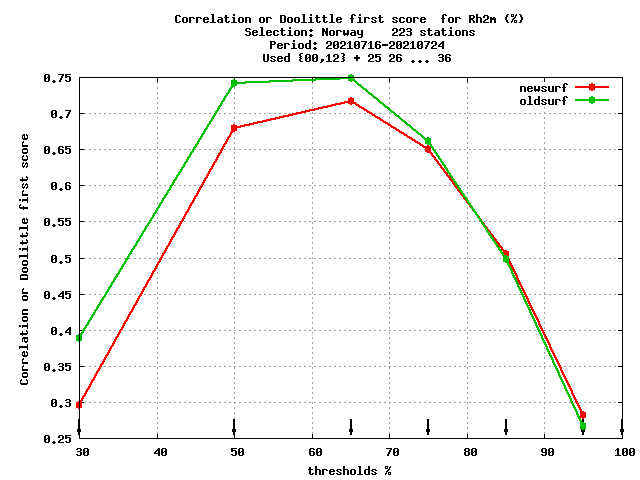 Correlation or Doolittle first score  for Rh2m (%)
Selection: Norway    223 stations
Period: 20210716-20210724
Used {00,12} + 25 26 ... 36
newsurf
oldsurf
Correlation or Doolittle first score
0.75
0.7
0.65
0.6
0.55
0.5
0.45
0.4
0.35
0.3
0.25
30 40 50 60 70 80 90 100
thresholds %